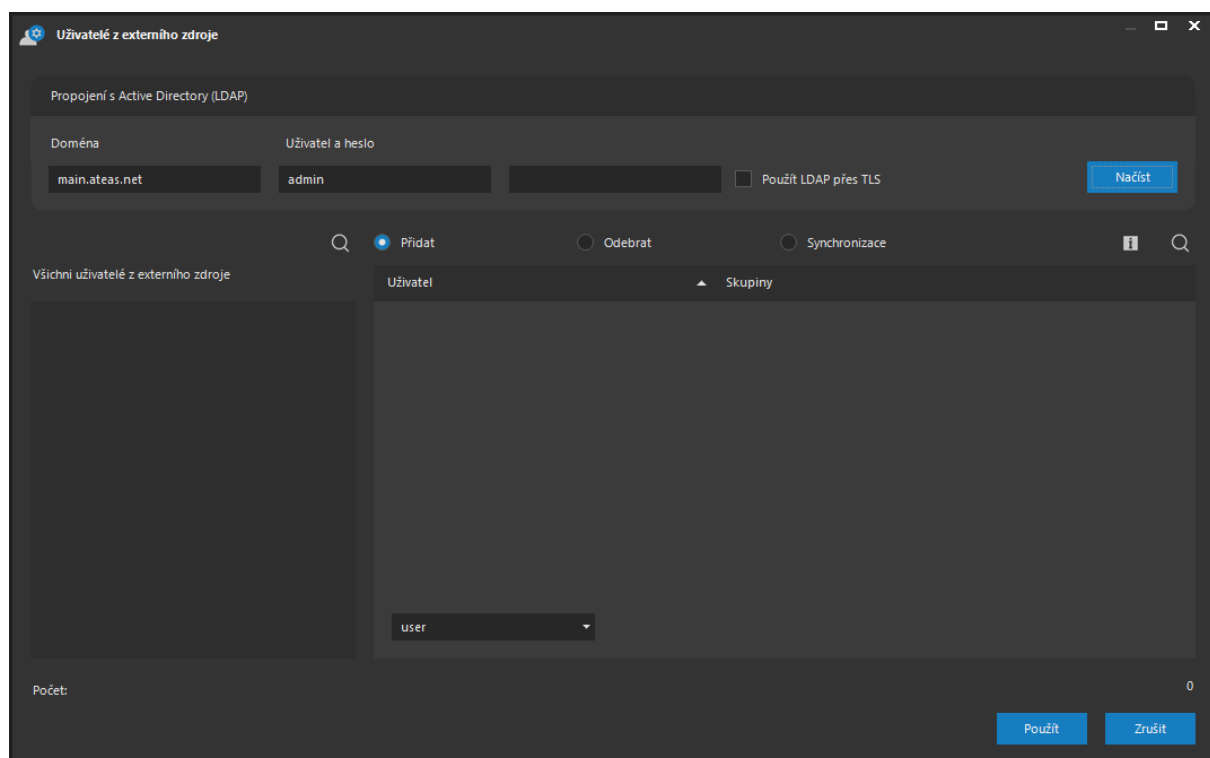 Uživatelé z externího zdroje
Propojení s Active Directory (LDAP)
Doména Uživatel a heslo
main.ateas.net admin Použít LDAP přes TLS Načíst
Přidat Odebrat Synchronizace
Všichni uživatelé z externího zdroje
Uživatel Skupiny
user
Počet: 0
Použít Zrušit